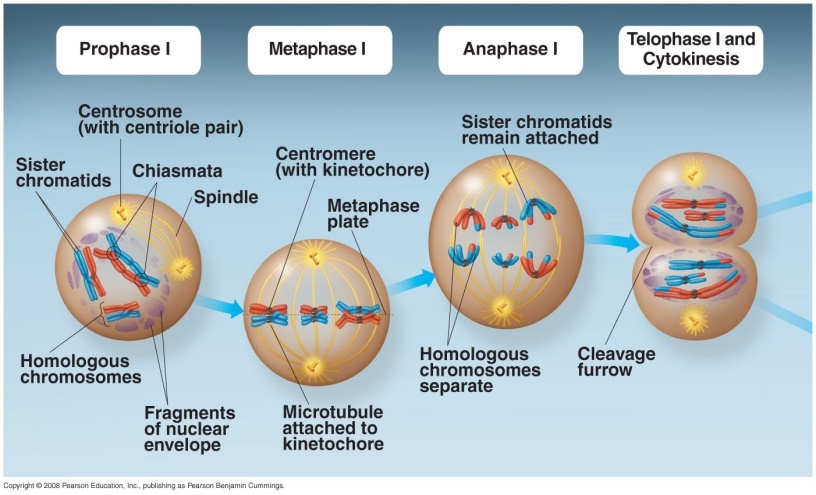 Prophase I
Metaphase I
Anaphase I
Telophase I and
Cytokinesis
Centrosome
(with centriole pair)
Sister
chromatids
Chiasmata
Spindle
Centromere
(with kinetochore)
Metaphase
plate
Sister chromatids
remain attached
Homologous
chromosomes
Fragments
of nuclear
envelope
Microtubule
attached to
kinetochore
Homologous
chromosomes
separate
Cleavage
furrow
Copyright © 2008 Pearson Education, Inc., publishing as Pearson Benjamin Cummings.